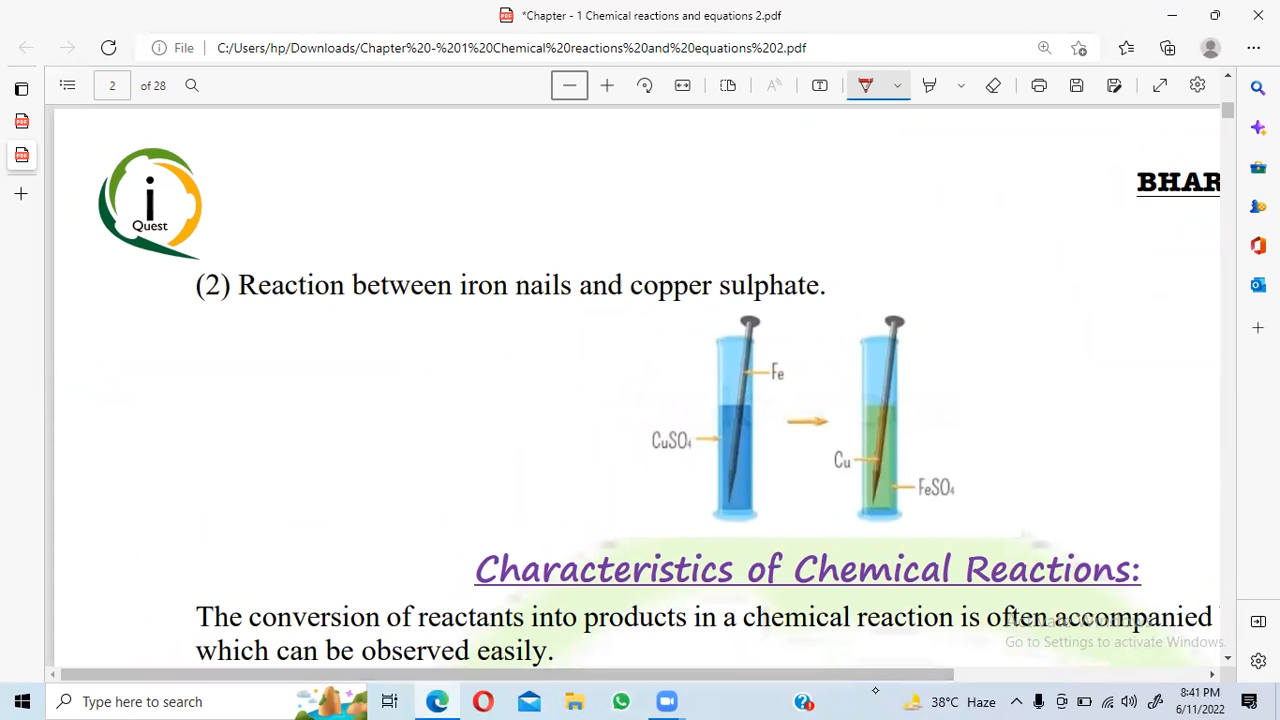 *Chapter - 1 Chemical reactions and equations 2.pdf
File C:/Users/hp/Downloads/Chapter%20-%201%20Chemical%20reactions%20and%20equations%202.pdf
2 of 28
i
Quest
BHAR
(2) Reaction between iron nails and copper sulphate.
Fe
CuSO₄
Cu
FeSO₄
Characteristics of Chemical Reactions:
The conversion of reactants into products in a chemical reaction is often accompanied
which can be observed easily.
Activate Windows
Go to Settings to activate Windows.
Type here to search
38°C Haze
8:41 PM
6/11/2022